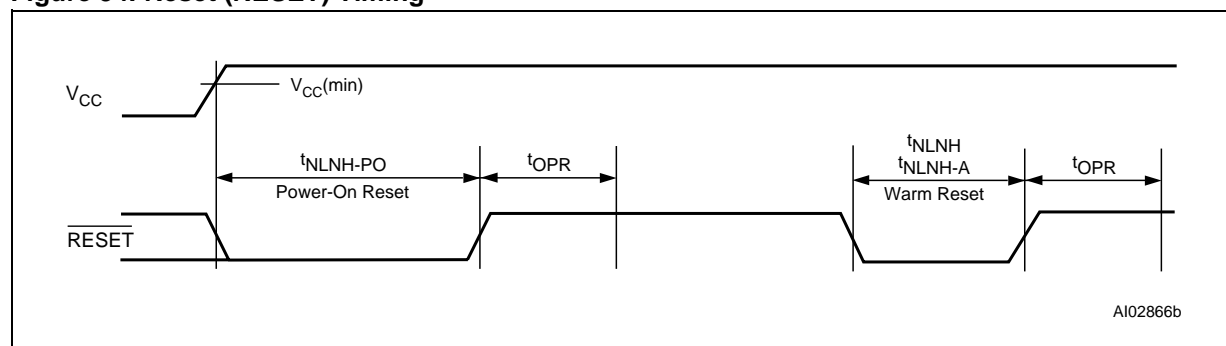 V_CC
V_CC(min)
t_NLNH-PO
Power-On Reset
t_OPR
t_NLNH
t_NLNH-A
Warm Reset
t_OPR
RESET
AI02866b